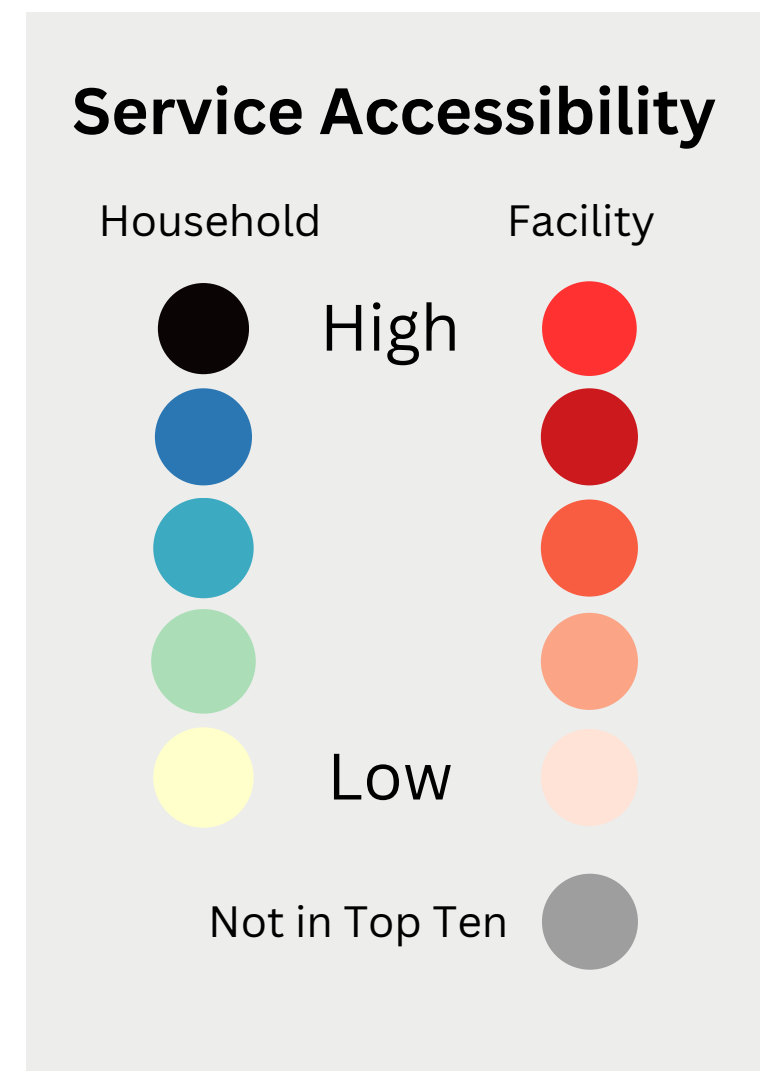 Service Accessibility
Household Facility
High
Low
Not in Top Ten